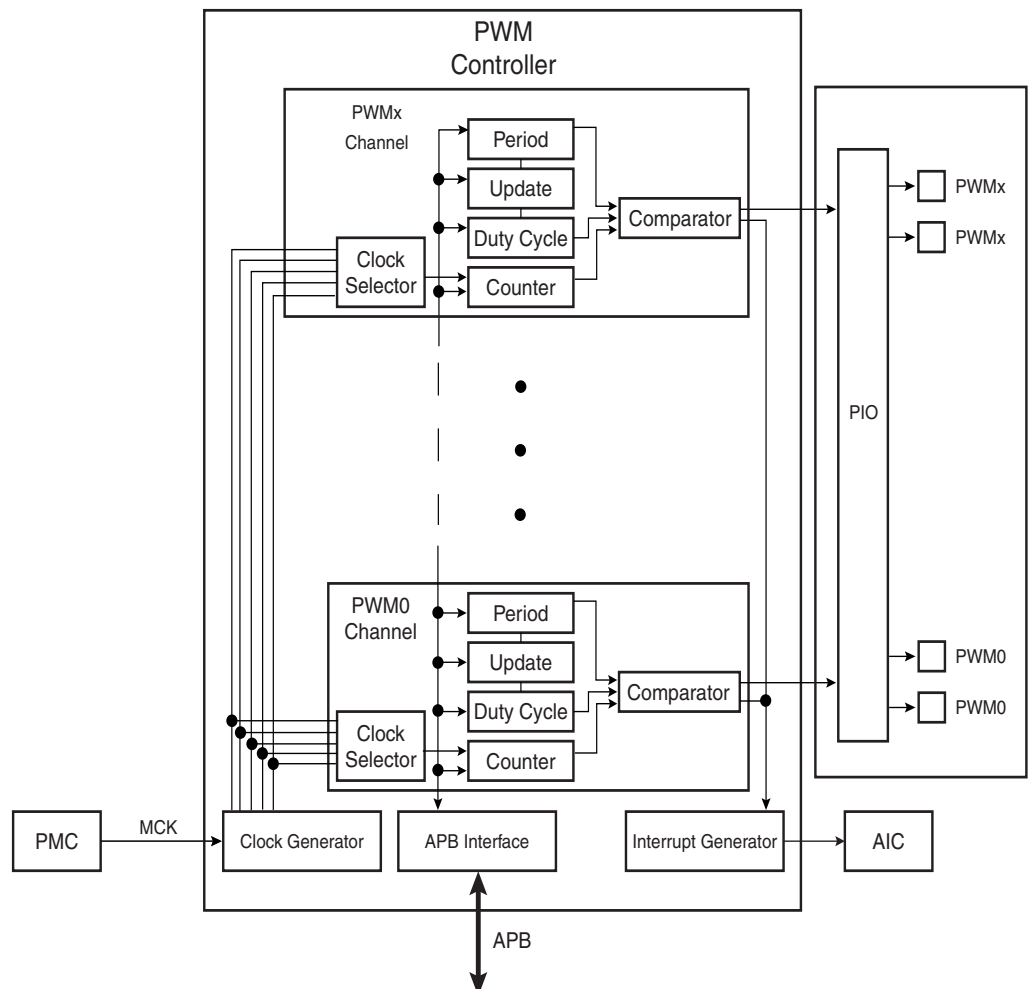 PWM
Controller
PWMx
Channel
Period
Update
Duty Cycle
Comparator
Clock
Selector
Counter
PWMx
PWMx
PIO
PWM0
Channel
Period
Update
Duty Cycle
Comparator
Clock
Selector
Counter
PWM0
PWM0
PMC
MCK
Clock Generator
APB Interface
Interrupt Generator
AIC
APB